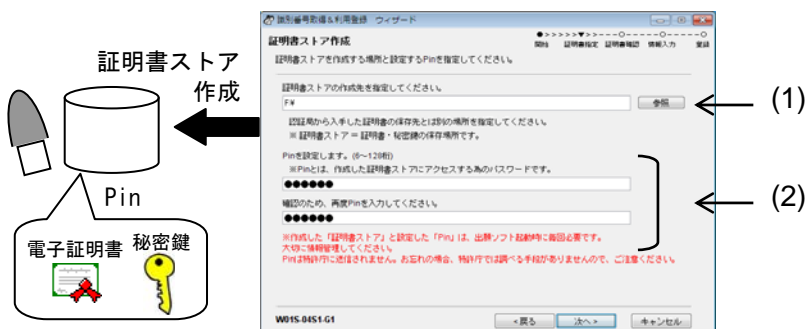 証明書ストア
作成
Pin
電子証明書
秘密鍵
識別番号取得&利用登録 ウィザード
証明書ストア作成
●>>>>>▼>>---○-----○-----○
開始 証明書指定 証明書確認 情報入力 登録
証明書ストアを作成する場所と設定するPinを指定してください。
証明書ストアの作成先を指定してください。
F¥
参照
認証局から入手した証明書の保存先とは別の場所を指定してください。
※ 証明書ストア = 証明書・秘密鍵の保存場所です。
Pinを設定します。(6~128桁)
※Pinとは、作成した証明書ストアにアクセスする為のパスワードです。
●●●●●●
確認のため、再度Pinを入力してください。
●●●●●●
※作成した「証明書ストア」と設定した「Pin」は、出願ソフト起動時に毎回必要です。
大切に情報管理してください。
Pinは特許庁に送信されません。お忘れの場合、特許庁では調べる手段がありませんので、ご注意ください。
W01S-04S1-G1
<戻る
次へ>
キャンセル
(1)
(2)